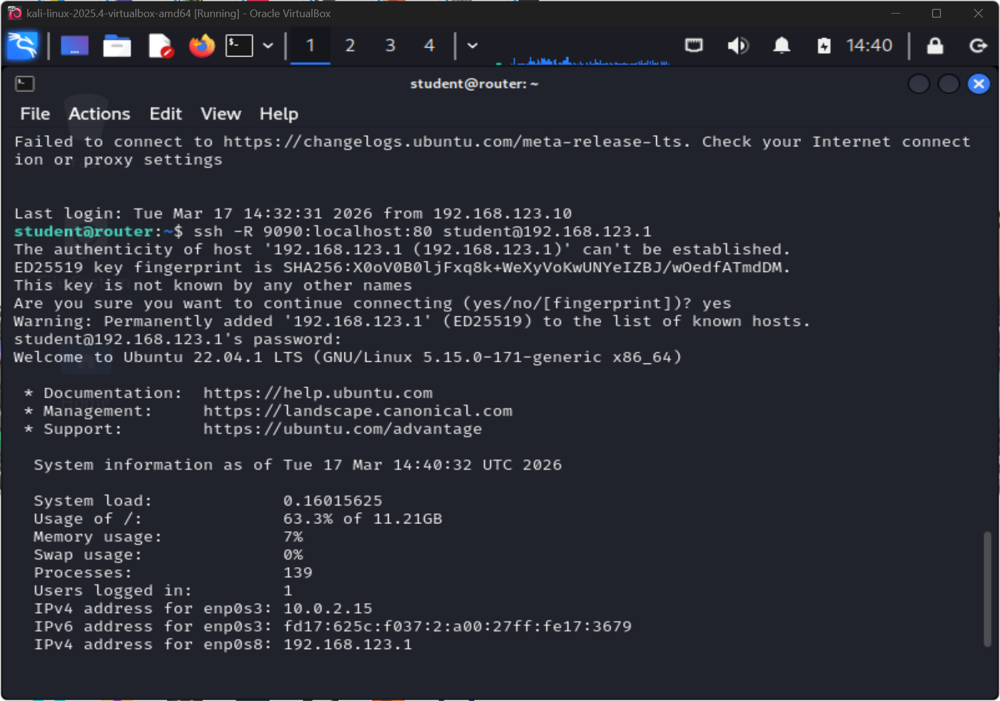 kali-linux-2025.4-virtualbox-amd64 [Running] - Oracle VirtualBox
1 2 3 4 14:40
student@router: ~
File Actions Edit View Help
Failed to connect to https://changelogs.ubuntu.com/meta-release-lts. Check your Internet connect
ion or proxy settings
Last login: Tue Mar 17 14:32:31 2026 from 192.168.123.10
student@router:~$ ssh -R 9090:localhost:80 student@192.168.123.1
The authenticity of host '192.168.123.1 (192.168.123.1)' can't be established.
ED25519 key fingerprint is SHA256:X0oV0B0ljFxq8k+WeXyVoKwUNYeIZBJ/wOedfATmdDM.
This key is not known by any other names
Are you sure you want to continue connecting (yes/no/[fingerprint])? yes
Warning: Permanently added '192.168.123.1' (ED25519) to the list of known hosts.
student@192.168.123.1's password:
Welcome to Ubuntu 22.04.1 LTS (GNU/Linux 5.15.0-171-generic x86_64)
* Documentation: https://help.ubuntu.com
* Management: https://landscape.canonical.com
* Support: https://ubuntu.com/advantage
System information as of Tue 17 Mar 14:40:32 UTC 2026
System load: 0.16015625
Usage of /: 63.3% of 11.21GB
Memory usage: 7%
Swap usage: 0%
Processes: 139
Users logged in: 1
IPv4 address for enp0s3: 10.0.2.15
IPv6 address for enp0s3: fd17:625c:f037:2:a00:27ff:fe17:3679
IPv4 address for enp0s8: 192.168.123.1